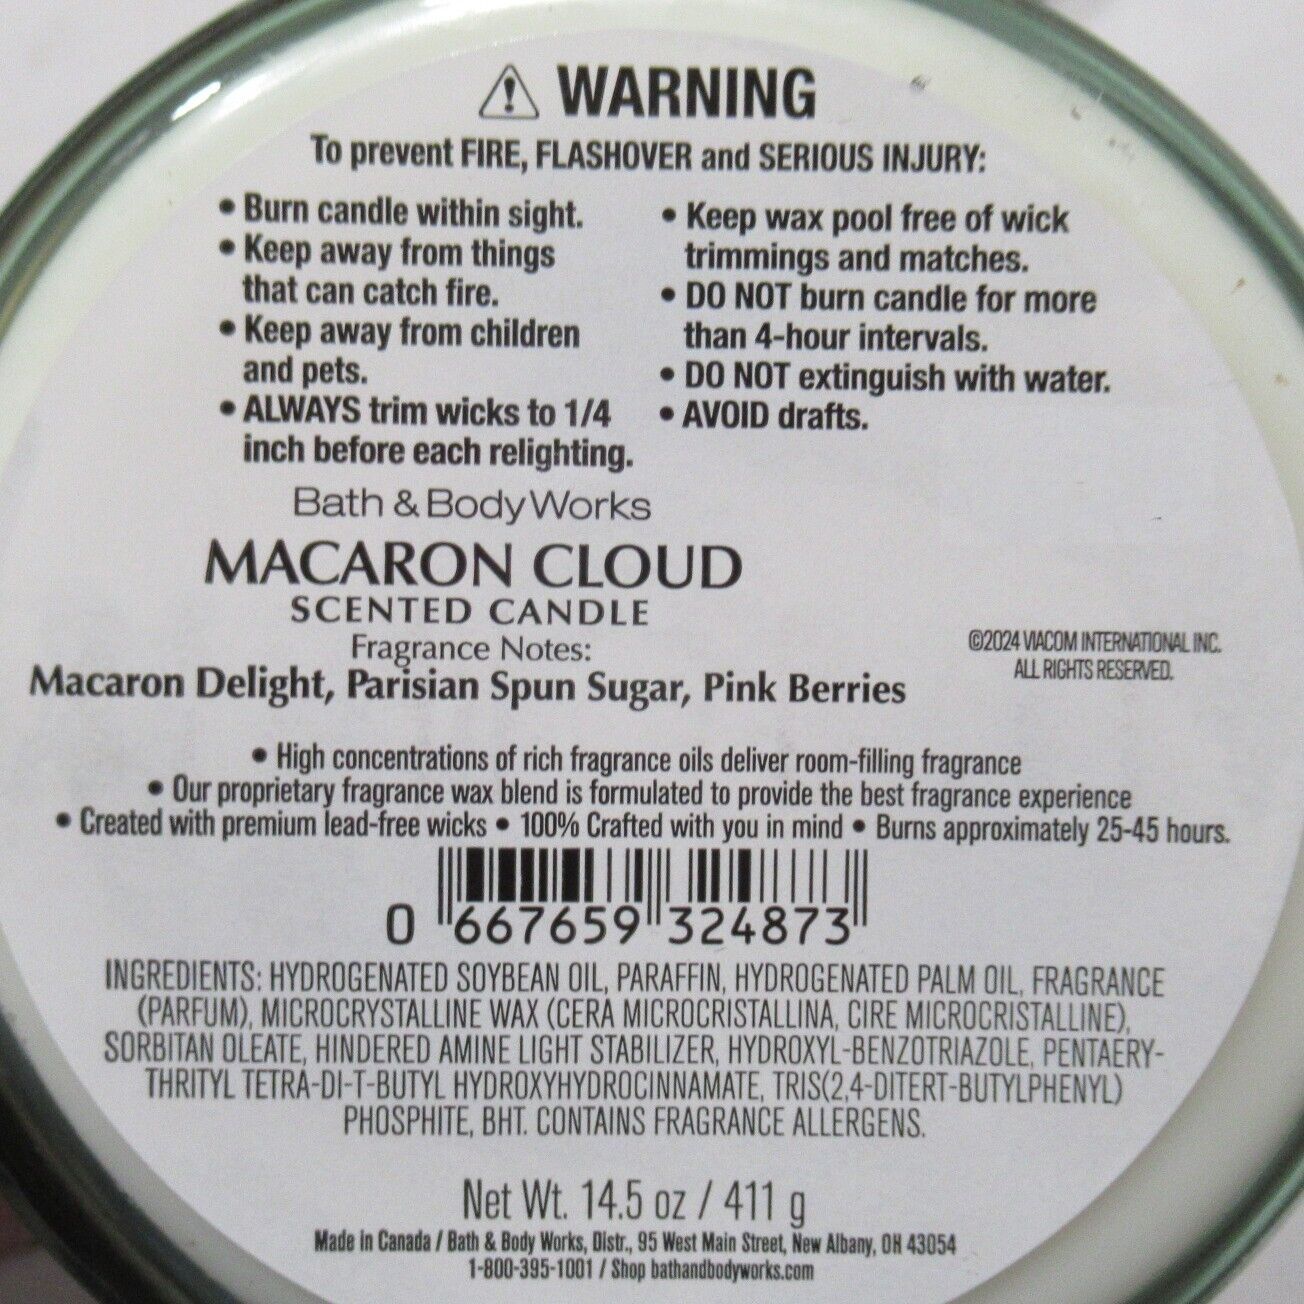 ⚠ WARNING
To prevent FIRE, FLASHOVER and SERIOUS INJURY:
• Burn candle within sight.
• Keep away from things
that can catch fire.
• Keep away from children
and pets.
• ALWAYS trim wicks to 1/4
inch before each relighting.
• Keep wax pool free of wick
trimmings and matches.
• DO NOT burn candle for more
than 4-hour intervals.
• DO NOT extinguish with water.
• AVOID drafts.
Bath & Body Works
MACARON CLOUD
SCENTED CANDLE
Fragrance Notes:
Macaron Delight, Parisian Spun Sugar, Pink Berries
©2024 VIACOM INTERNATIONAL INC.
ALL RIGHTS RESERVED.
• High concentrations of rich fragrance oils deliver room-filling fragrance
• Our proprietary fragrance wax blend is formulated to provide the best fragrance experience
• Created with premium lead-free wicks • 100% Crafted with you in mind • Burns approximately 25-45 hours.
0 667659 324873
INGREDIENTS: HYDROGENATED SOYBEAN OIL, PARAFFIN, HYDROGENATED PALM OIL, FRAGRANCE
(PARFUM), MICROCRYSTALLINE WAX (CERA MICROCRISTALLINA, CIRE MICROCRISTALLINE),
SORBITAN OLEATE, HINDERED AMINE LIGHT STABILIZER, HYDROXYL-BENZOTRIAZOLE, PENTAERY-
THRITYL TETRA-DI-T-BUTYL HYDROXYHYDROCINNAMATE, TRIS(2,4-DITERT-BUTYLPHENYL)
PHOSPHITE, BHT. CONTAINS FRAGRANCE ALLERGENS.
Net Wt. 14.5 oz / 411 g
Made in Canada / Bath & Body Works, Distr., 95 West Main Street, New Albany, OH 43054
1-800-395-1001 / Shop bathandbodyworks.com